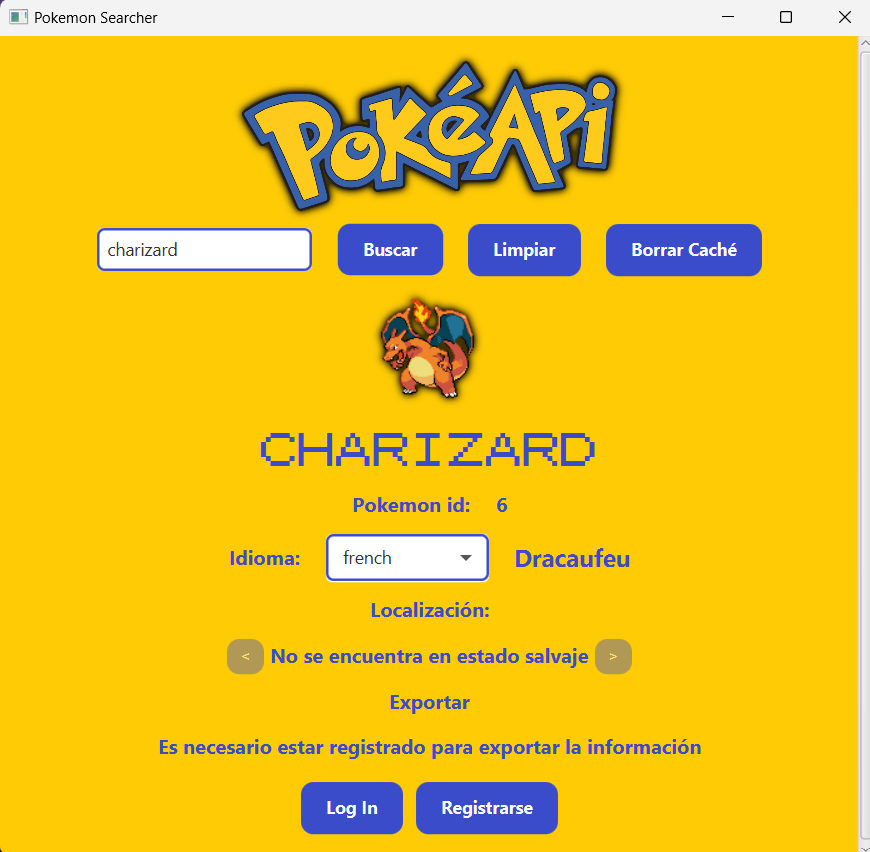 Pokemon Searcher
PokéApi
charizard Buscar Limpiar Borrar Caché
CHARIZARD
Pokemon id: 6
Idioma: french Dracaufeu
Localización:
< No se encuentra en estado salvaje >
Exportar
Es necesario estar registrado para exportar la información
Log In Registrarse